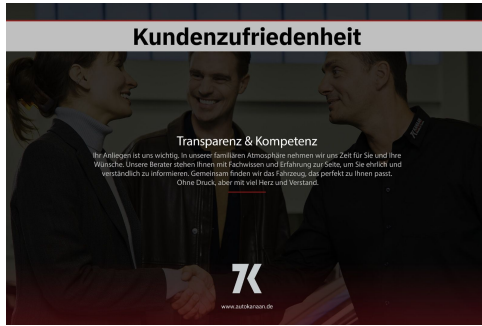 Kundenzufriedenheit
Transparenz & Kompetenz
Ihr Anliegen ist uns wichtig. In unserer familiären Atmosphäre nehmen wir uns Zeit für Sie und Ihre
Wünsche. Unsere Berater stehen Ihnen mit Fachwissen und Erfahrung zur Seite, um Sie ehrlich und
verständlich zu informieren. Gemeinsam finden wir das Fahrzeug, das perfekt zu Ihnen passt.
Ohne Druck, aber mit viel Herz und Verstand.
7K
www.autokanaan.de